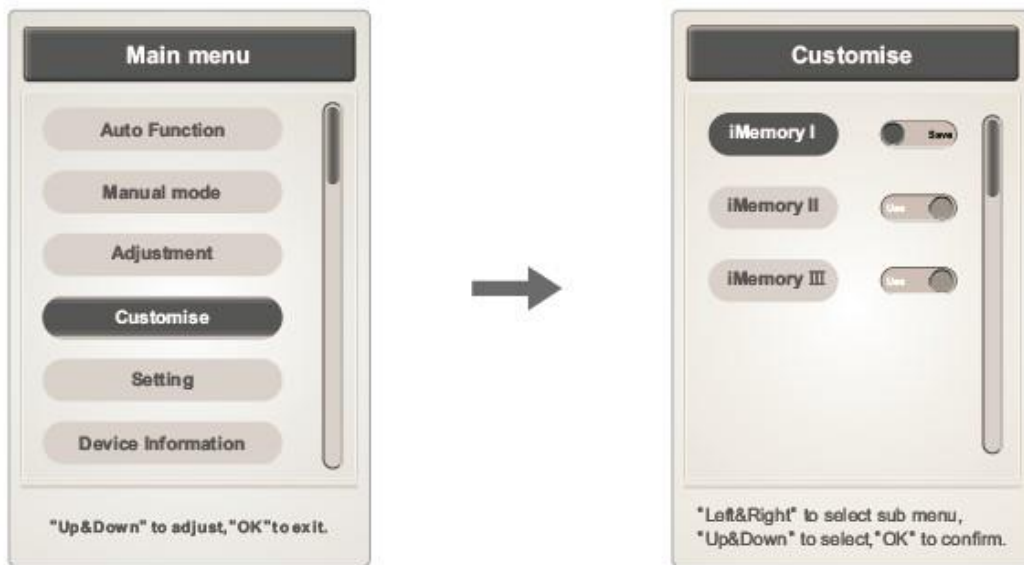 Main menu
Auto Function
Manual mode
Adjustment
Customise
Setting
Device Information
"Up&Down" to adjust,"OK"to exit.
Customise
iMemory I Save
iMemory II Use
iMemory III Use
"Left&Right" to select sub menu,
"Up&Down" to select,"OK" to confirm.